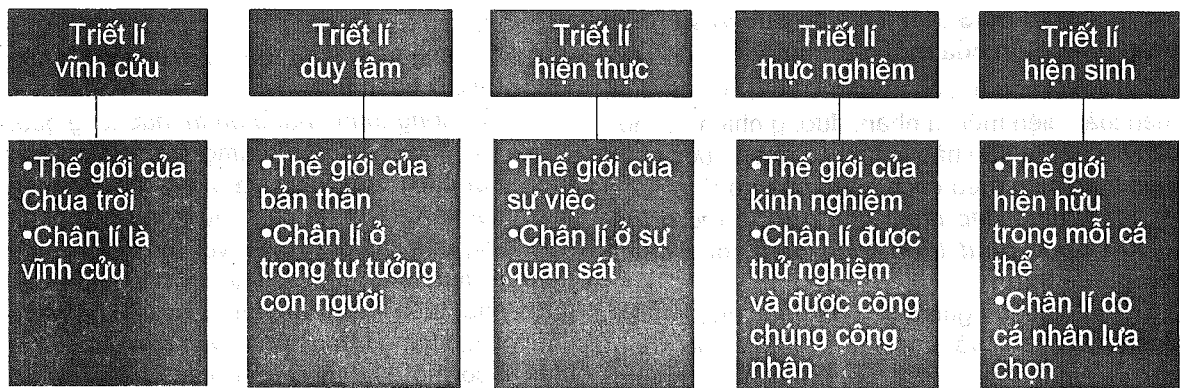 Triết lí
vĩnh cửu
•Thế giới của
Chúa trời
•Chân lí là
vĩnh cửu
Triết lí
duy tâm
•Thế giới của
bản thân
•Chân lí ở
trong tư tưởng
con người
Triết lí
hiện thực
•Thế giới của
sự việc
•Chân lí ở sự
quan sát
Triết lí
thực nghiệm
•Thế giới của
kinh nghiệm
•Chân lí được
thử nghiệm
và được công
chúng công
nhận
Triết lí
hiện sinh
•Thế giới
hiện hữu
trong mỗi cá
thể
•Chân lí do
cá nhân lựa
chọn